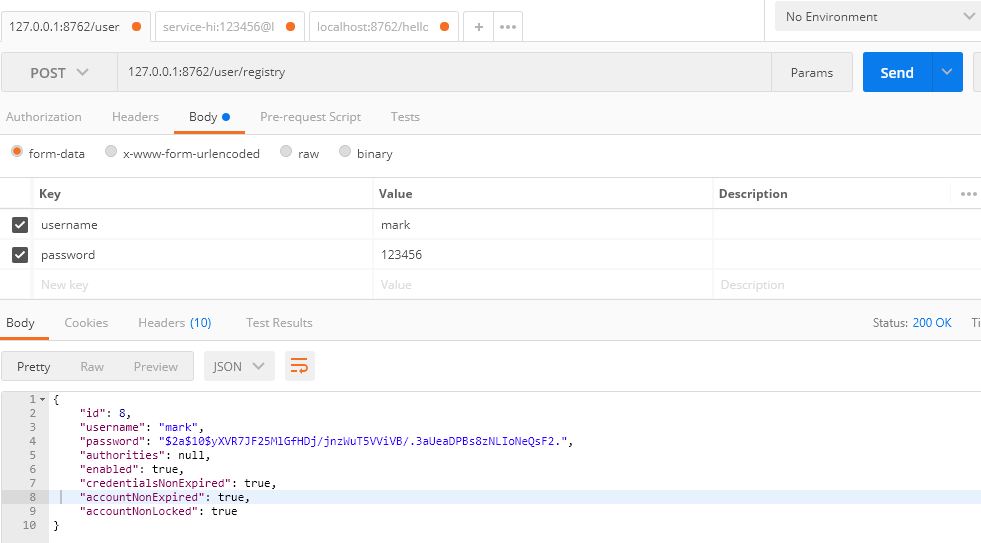 127.0.0.1:8762/user service-hi:123456@l localhost:8762/hello + ••• No Environment
POST 127.0.0.1:8762/user/registry Params Send
Authorization Headers Body Pre-request Script Tests
form-data x-www-form-urlencoded raw binary
Key Value Description •••
username mark
password 123456
New key Value Description
Body Cookies Headers (10) Test Results Status: 200 OK Ti
Pretty Raw Preview JSON
1 {
2 "id": 8,
3 "username": "mark",
4 "password": "$2a$10$yXVR7JF25MlGfHDj/jnzWuT5VViVB/.3aUeaDPBs8zNLIoNeQsF2.",
5 "authorities": null,
6 "enabled": true,
7 "credentialsNonExpired": true,
8 "accountNonExpired": true,
9 "accountNonLocked": true
10 }